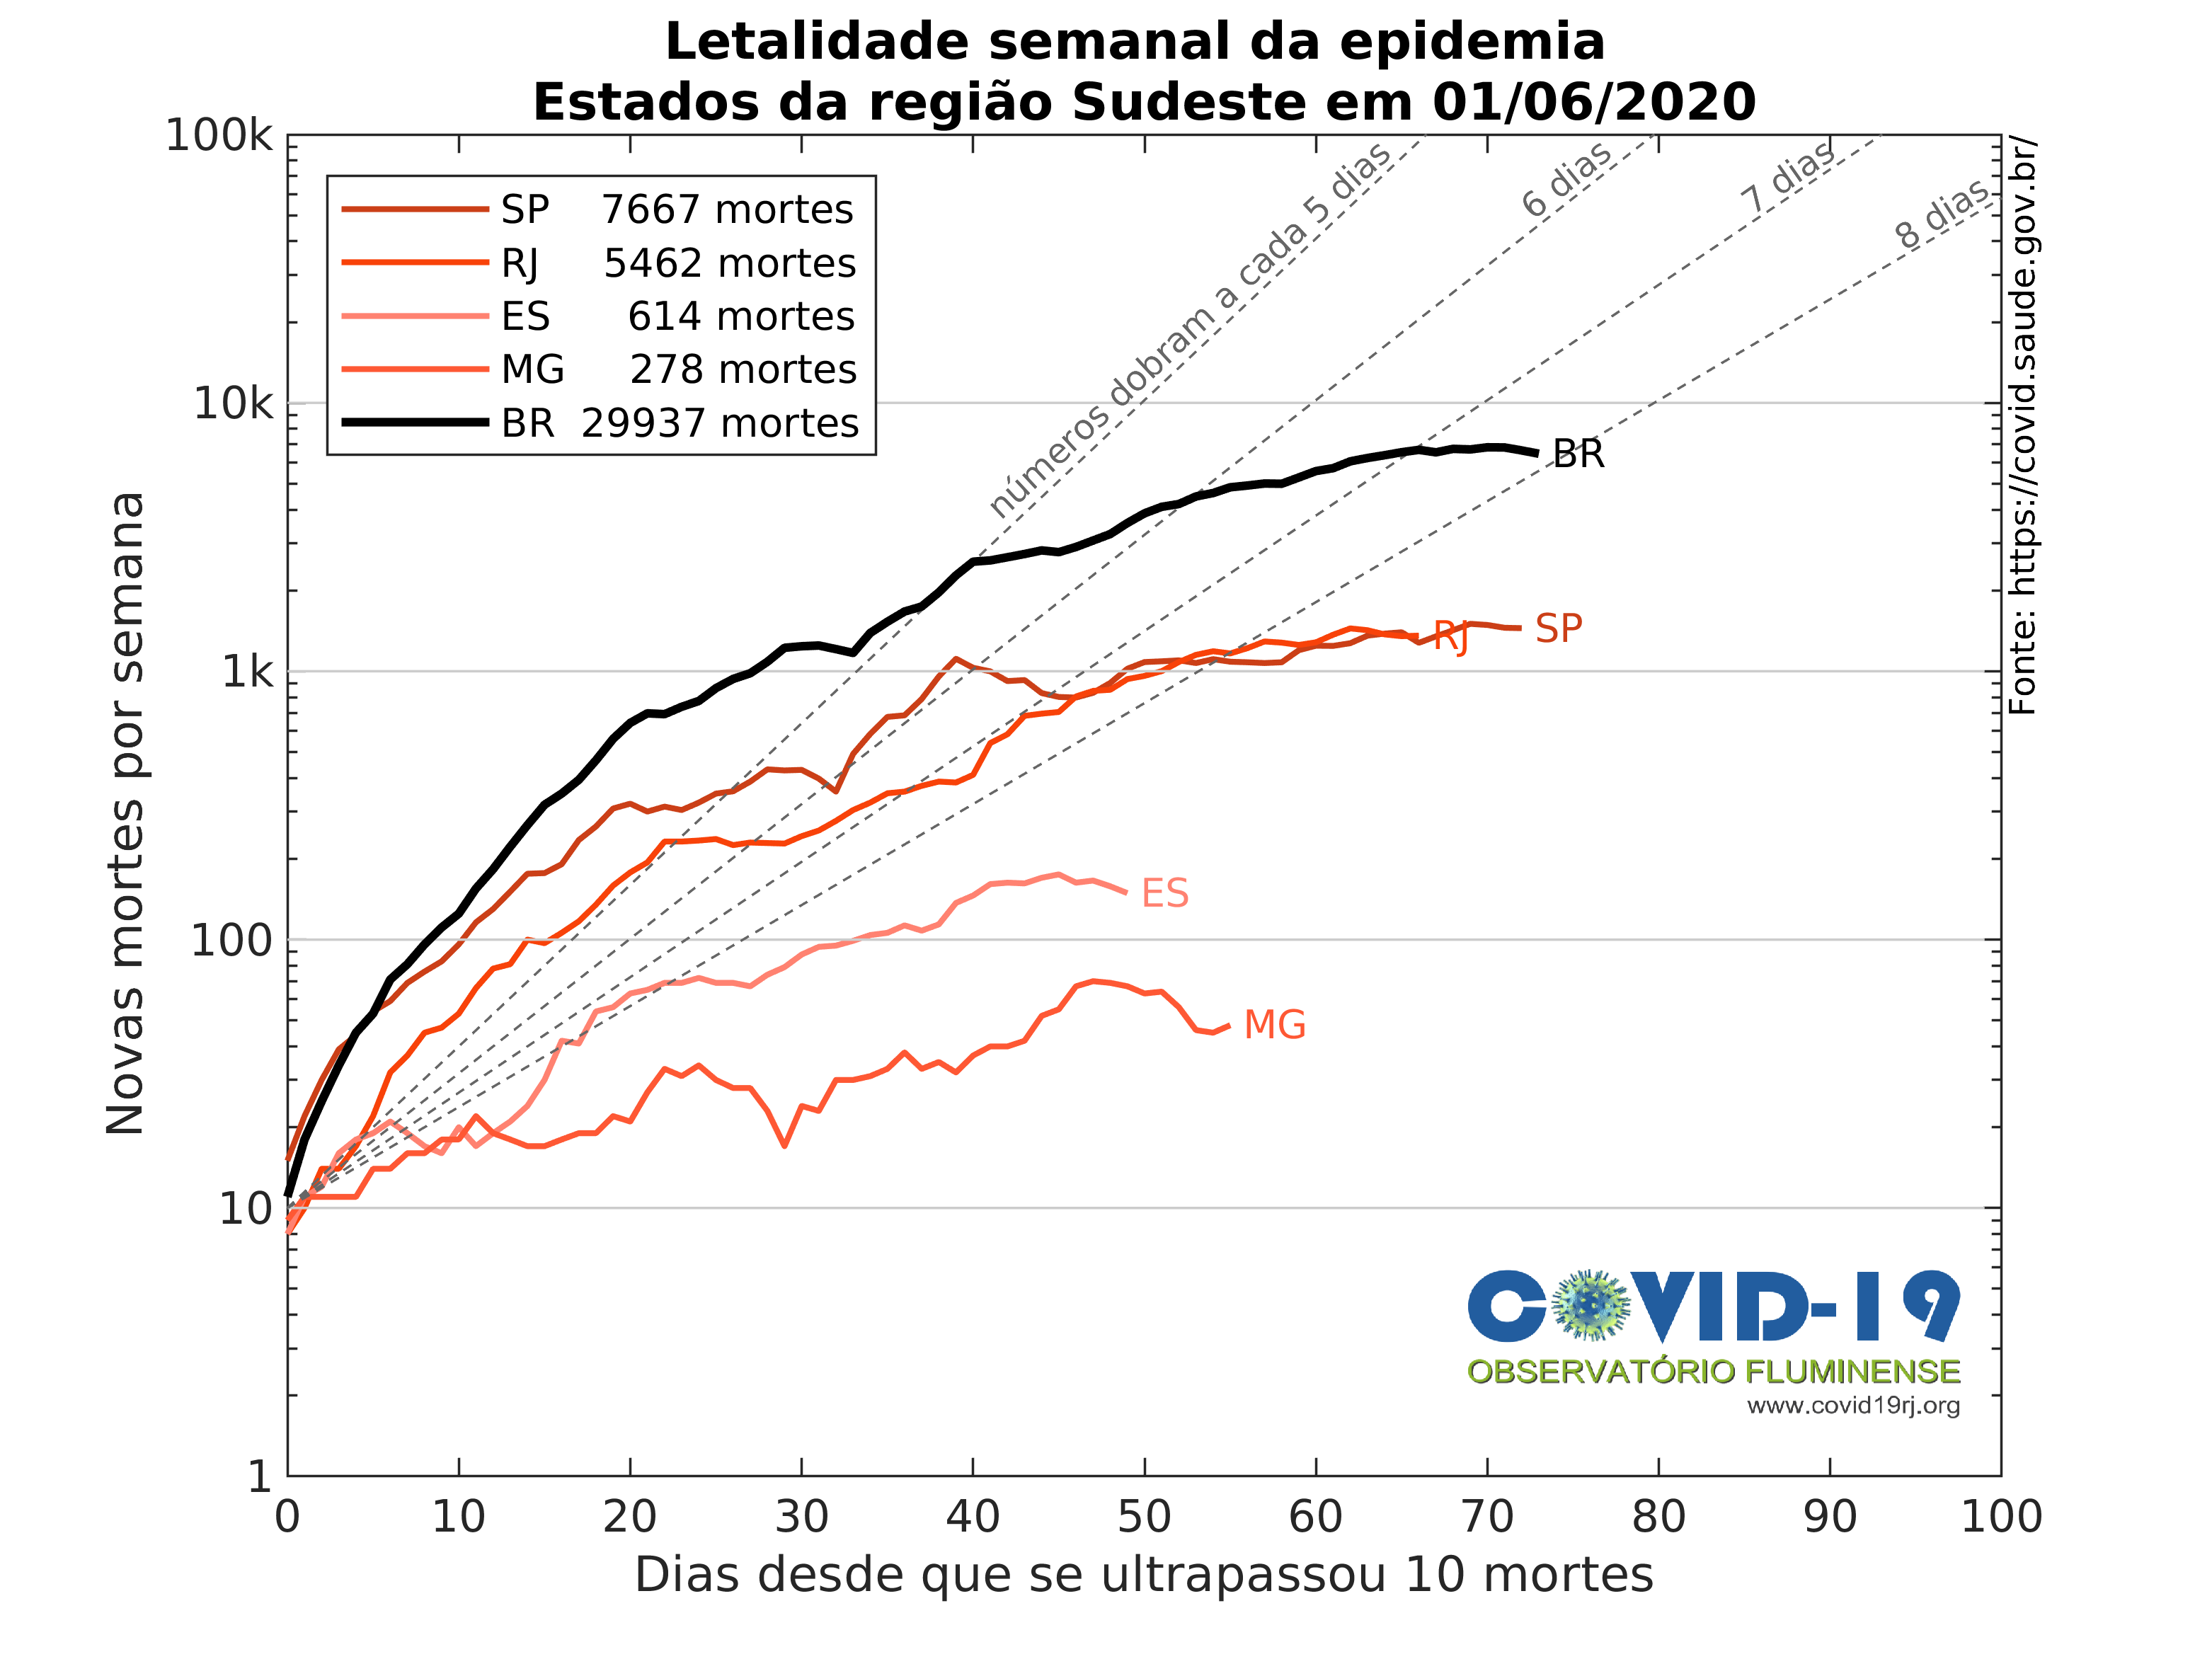 Letalidade semanal da epidemia
Estados da região Sudeste em 01/06/2020
Novas mortes por semana
100k
10k
1k
100
10
1
SP 7667 mortes
RJ 5462 mortes
ES 614 mortes
MG 278 mortes
BR 29937 mortes
números dobram a cada 5 dias
6 dias
7 dias
8 dias
BR
SP
RJ
ES
MG
Fonte: https://covid.saude.gov.br/
COVID-19
OBSERVATÓRIO FLUMINENSE
www.covid19rj.org
0 10 20 30 40 50 60 70 80 90 100
Dias desde que se ultrapassou 10 mortes